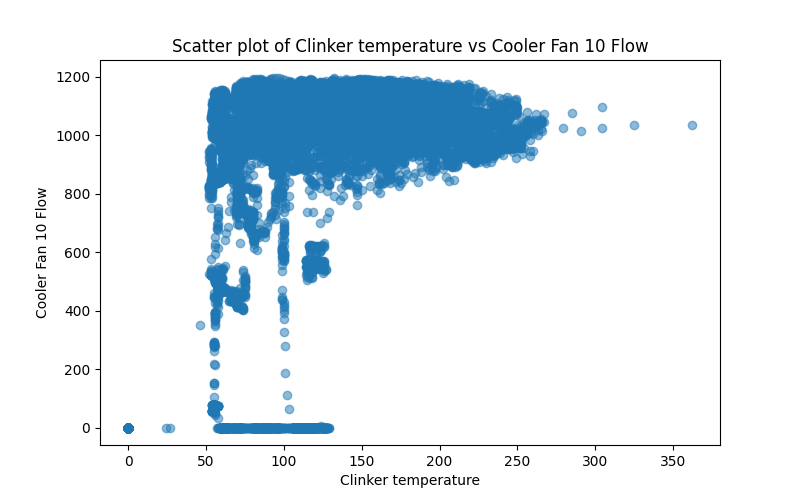 Scatter plot of Clinker temperature vs Cooler Fan 10 Flow
1200
1000
800
600
400
200
0
Cooler Fan 10 Flow
0 50 100 150 200 250 300 350
Clinker temperature